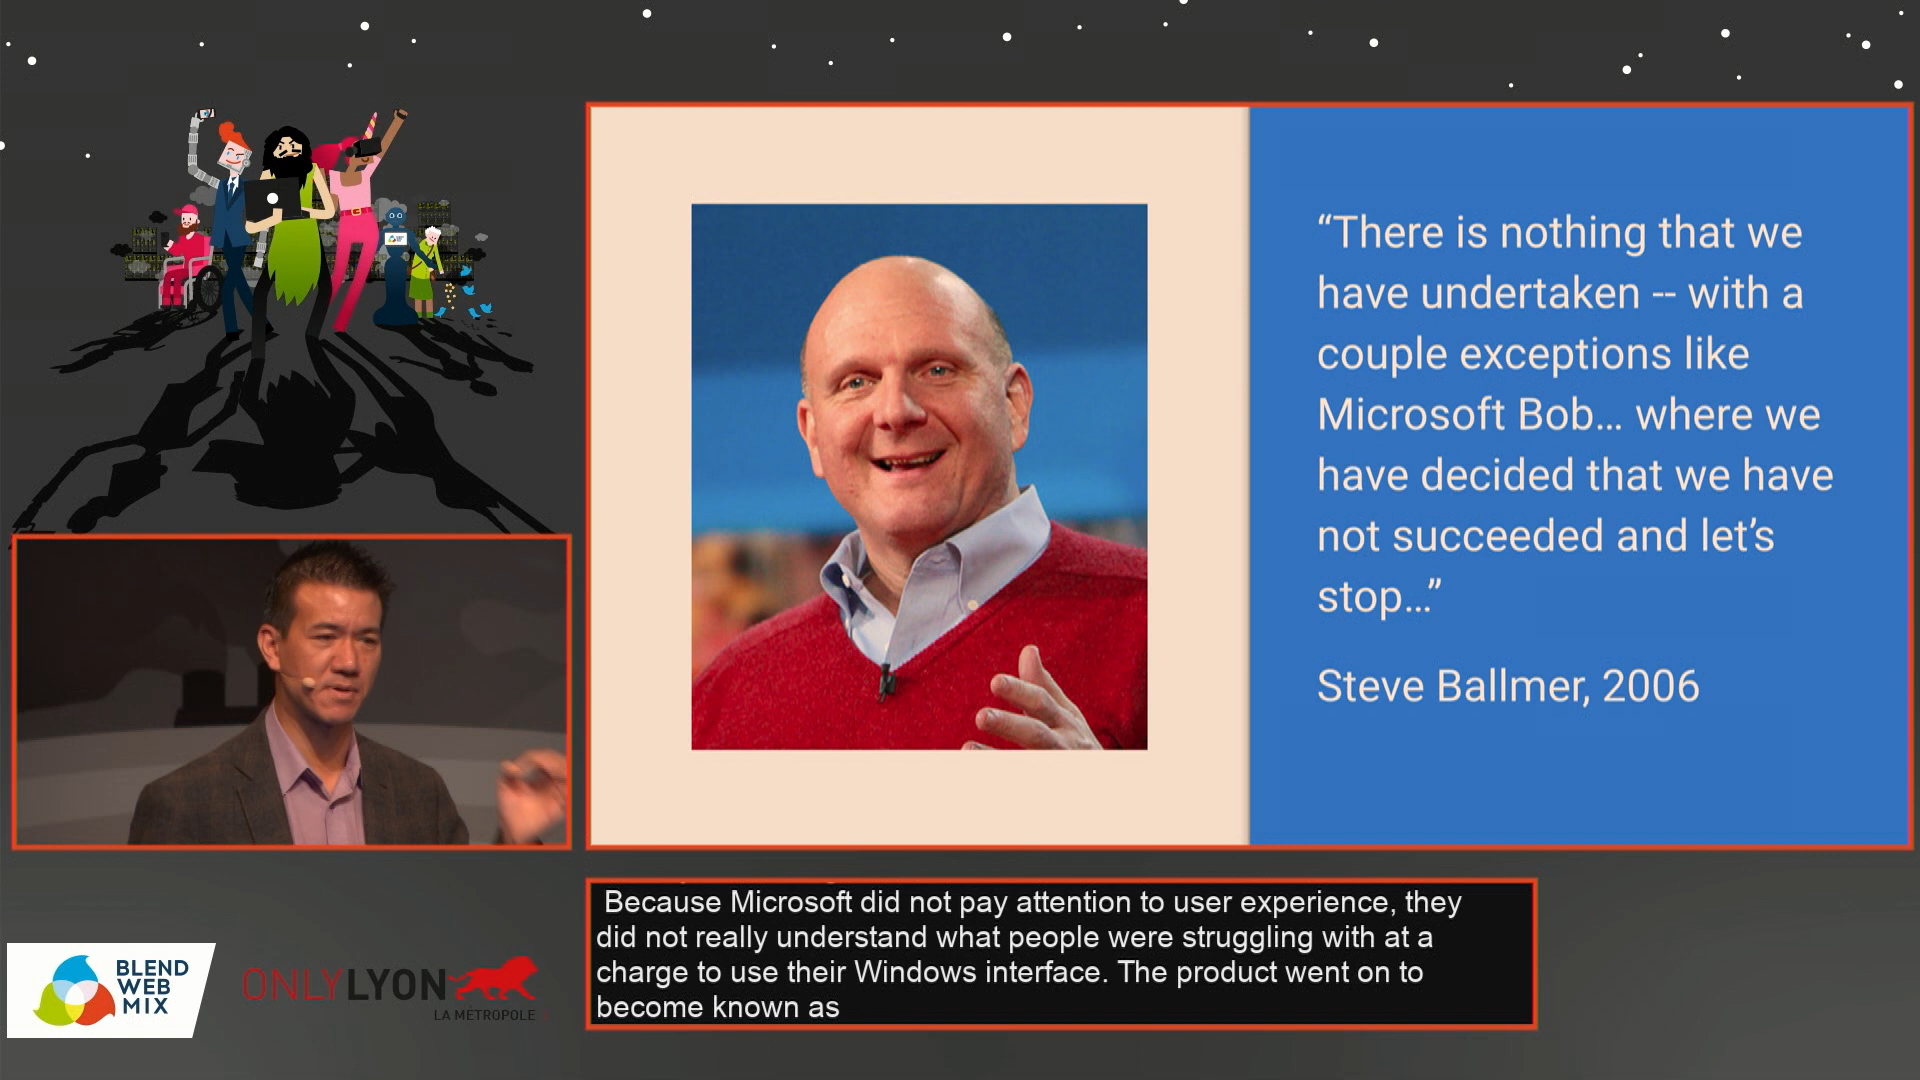 “There is nothing that we
have undertaken -- with a
couple exceptions like
Microsoft Bob... where we
have decided that we have
not succeeded and let’s
stop...”
Steve Ballmer, 2006
Because Microsoft did not pay attention to user experience, they
did not really understand what people were struggling with at a
charge to use their Windows interface. The product went on to
become known as
BLEND
WEB
MIX
ONLYLYON
LA MÉTROPOLE